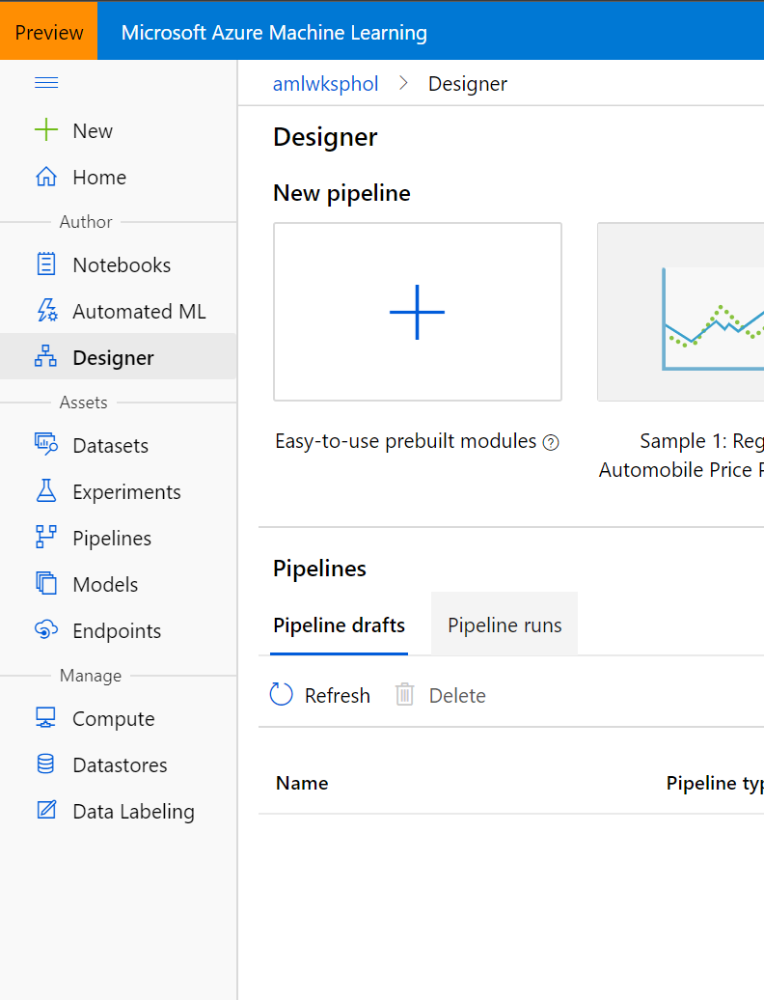 Preview
Microsoft Azure Machine Learning
New
Home
Author
Notebooks
Automated ML
Designer
Assets
Datasets
Experiments
Pipelines
Models
Endpoints
Manage
Compute
Datastores
Data Labeling
amlwksphol > Designer
Designer
New pipeline
Easy-to-use prebuilt modules ?
Sample 1:
Automobile Price
Pipelines
Pipeline drafts
Pipeline runs
Refresh
Delete
Name
Pipeline